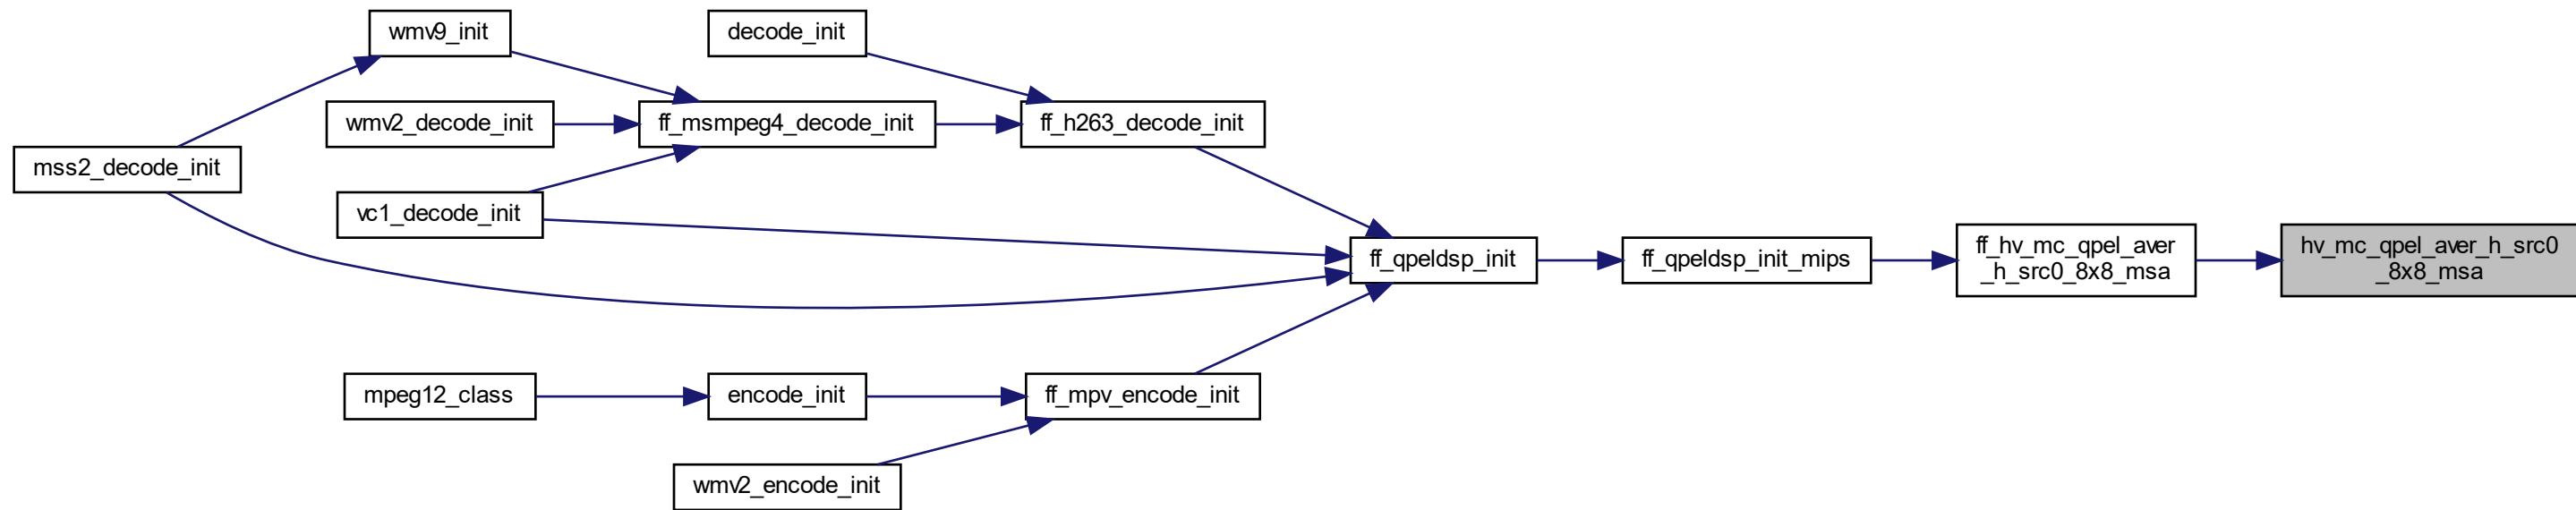 wmv9_init
decode_init
wmv2_decode_init
ff_msmpeg4_decode_init
ff_h263_decode_init
mss2_decode_init
vc1_decode_init
ff_qpeldsp_init
ff_qpeldsp_init_mips
ff_hv_mc_qpel_aver
_h_src0_8x8_msa
hv_mc_qpel_aver_h_src0
_8x8_msa
mpeg12_class
encode_init
ff_mpv_encode_init
wmv2_encode_init